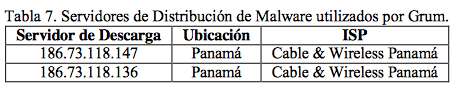 Tabla 7. Servidores de Distribución de Malware utilizados por Grum.
Servidor de Descarga Ubicación ISP
186.73.118.147 Panamá Cable & Wireless Panamá
186.73.118.136 Panamá Cable & Wireless Panamá